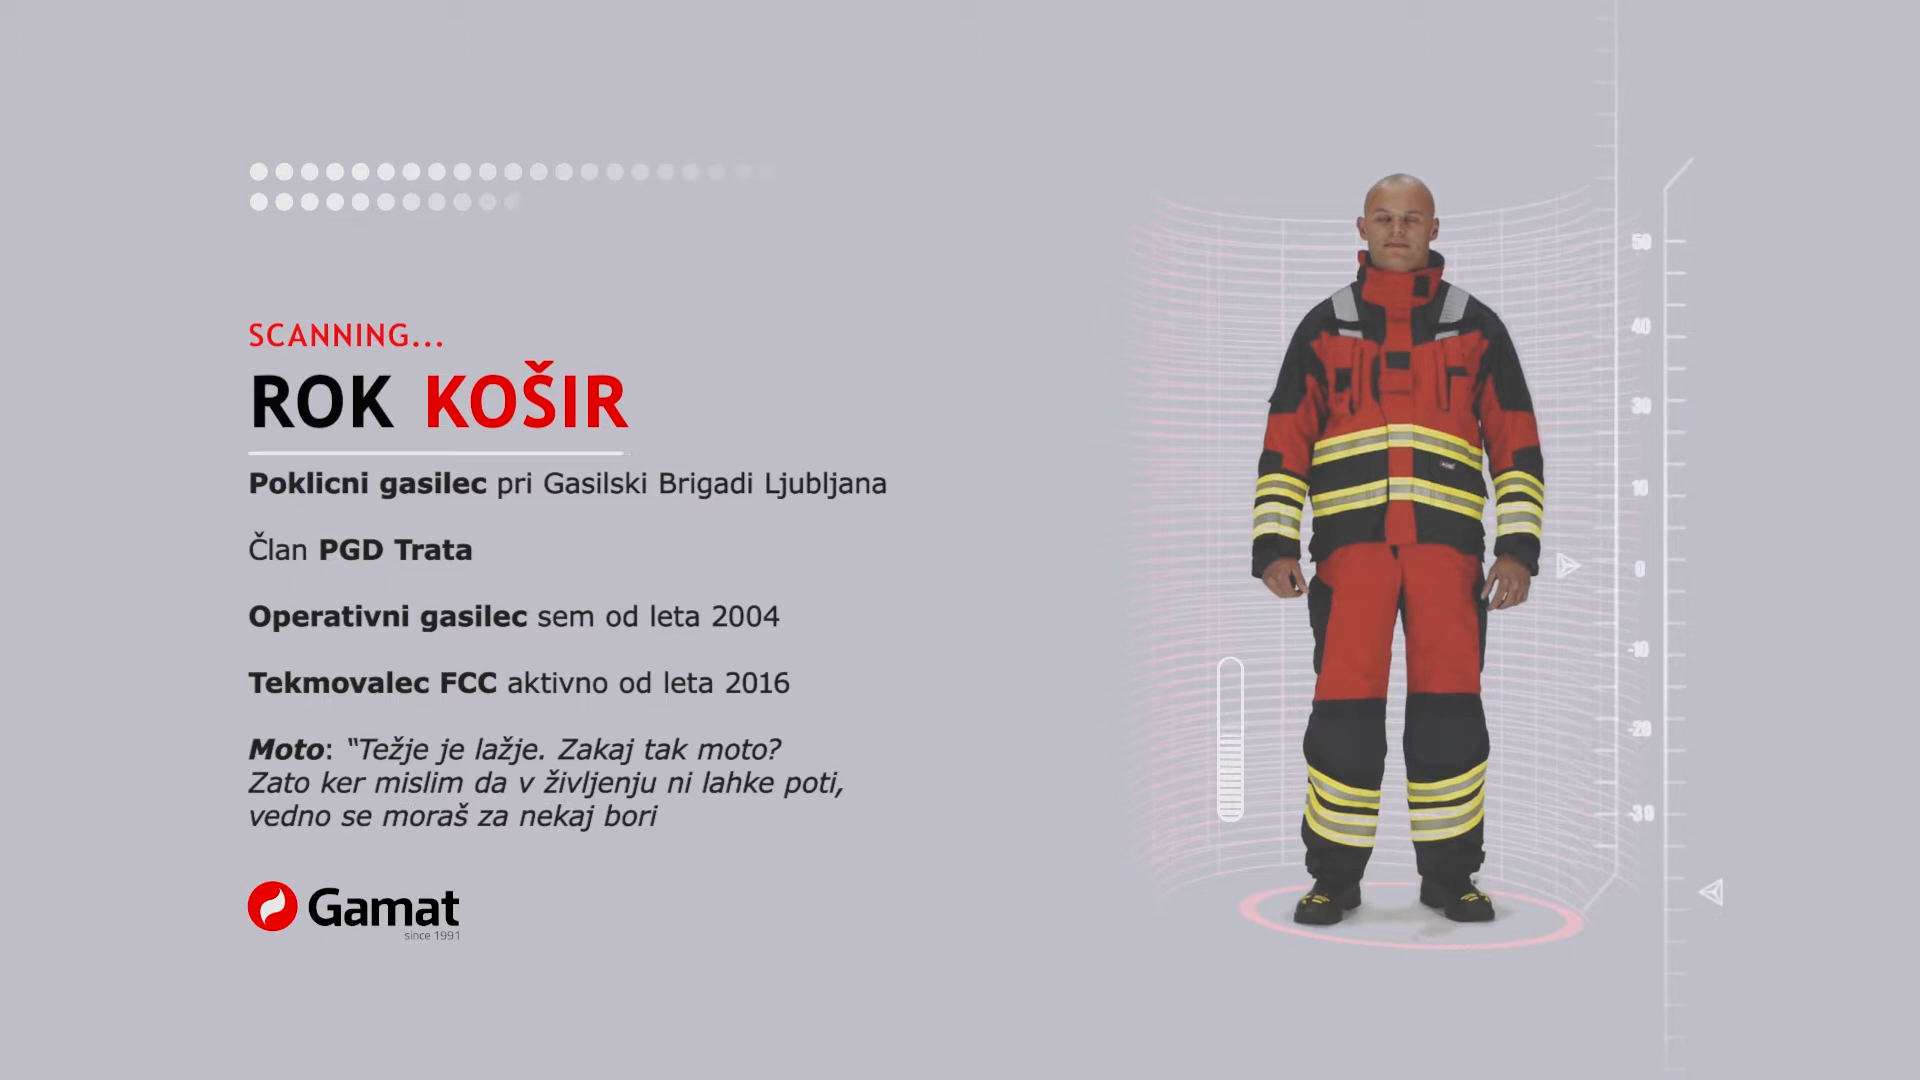 SCANNING...
ROK KOŠIR
Poklicni gasilec pri Gasilski Brigadi Ljubljana
Član PGD Trata
Operativni gasilec sem od leta 2004
Tekmovalec FCC aktivno od leta 2016
Moto: “Težje je lažje. Zakaj tak moto?
Zato ker mislim da v življenju ni lahke poti,
vedno se moraš za nekaj bori
Gamat
since 1991
50
40
30
10
0
-10
-20
-30